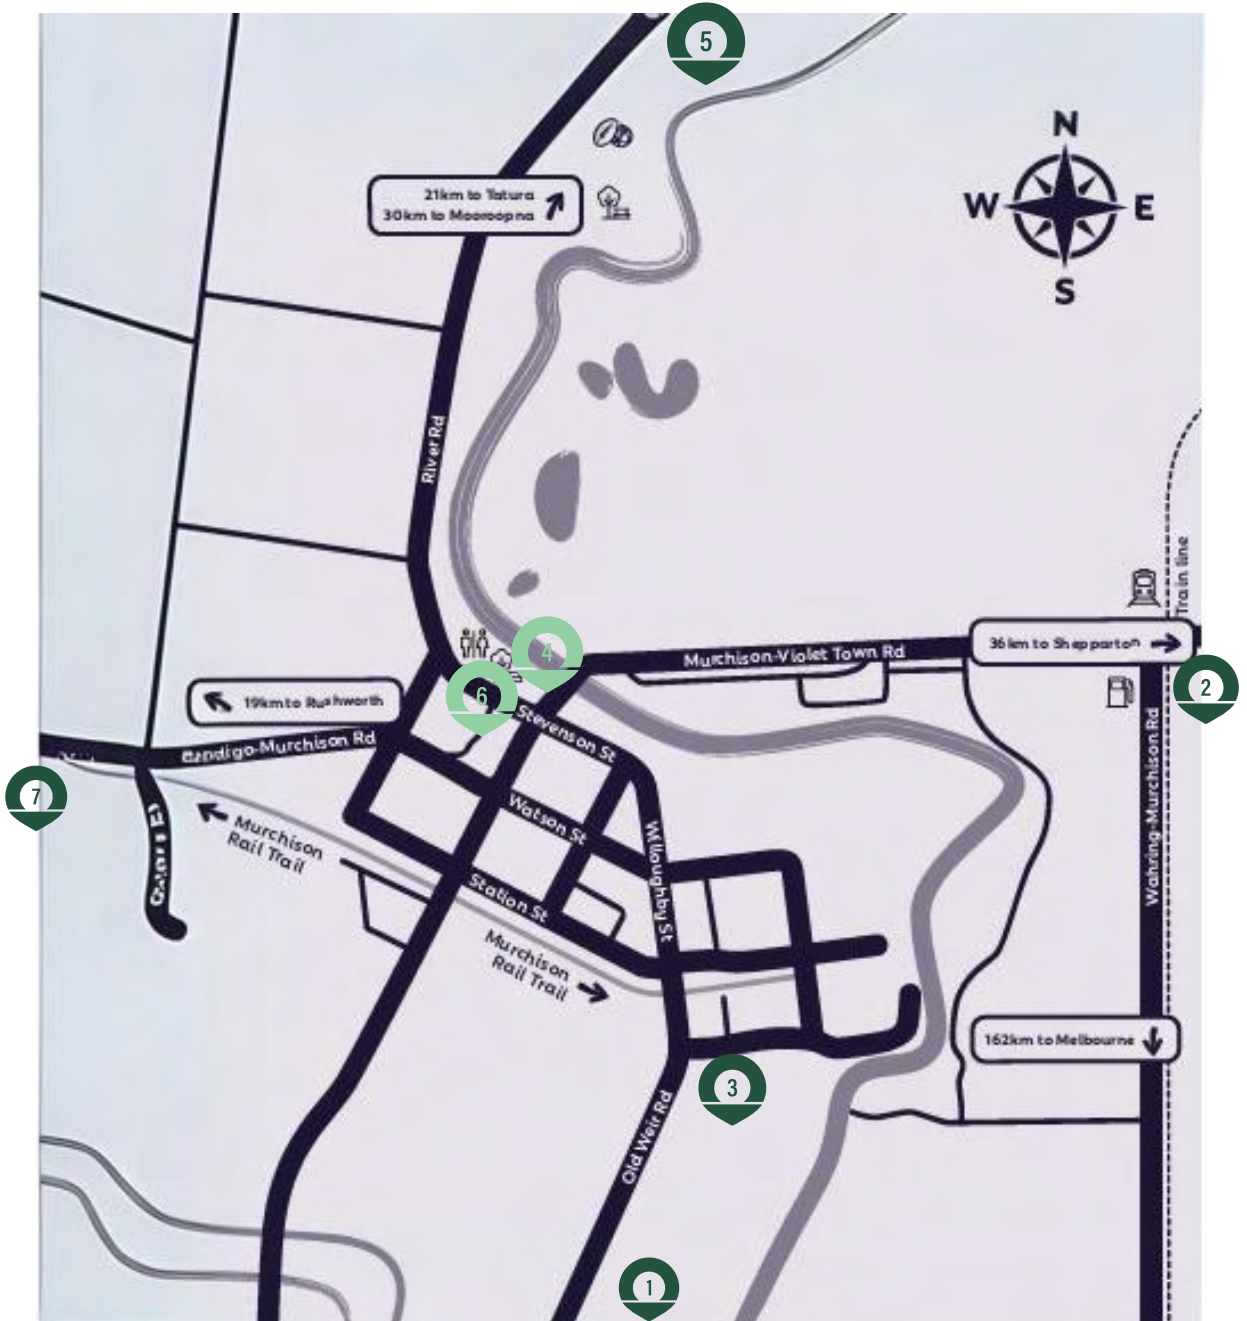 5
N
W
E
S
21km to Tatura
30km to Mooroopna
River Rd
Train line
4
36km to Shepparton
Murchison-Violet Town Rd
2
6
19km to Rushworth
Stevenson St
Bendigo-Murchison Rd
7
Wahring-Murchison Rd
Watson St
Murchison
Rail Trail
Willoughby St
Station St
Murchison
Rail Trail
162km to Melbourne
3
Old Weir Rd
1